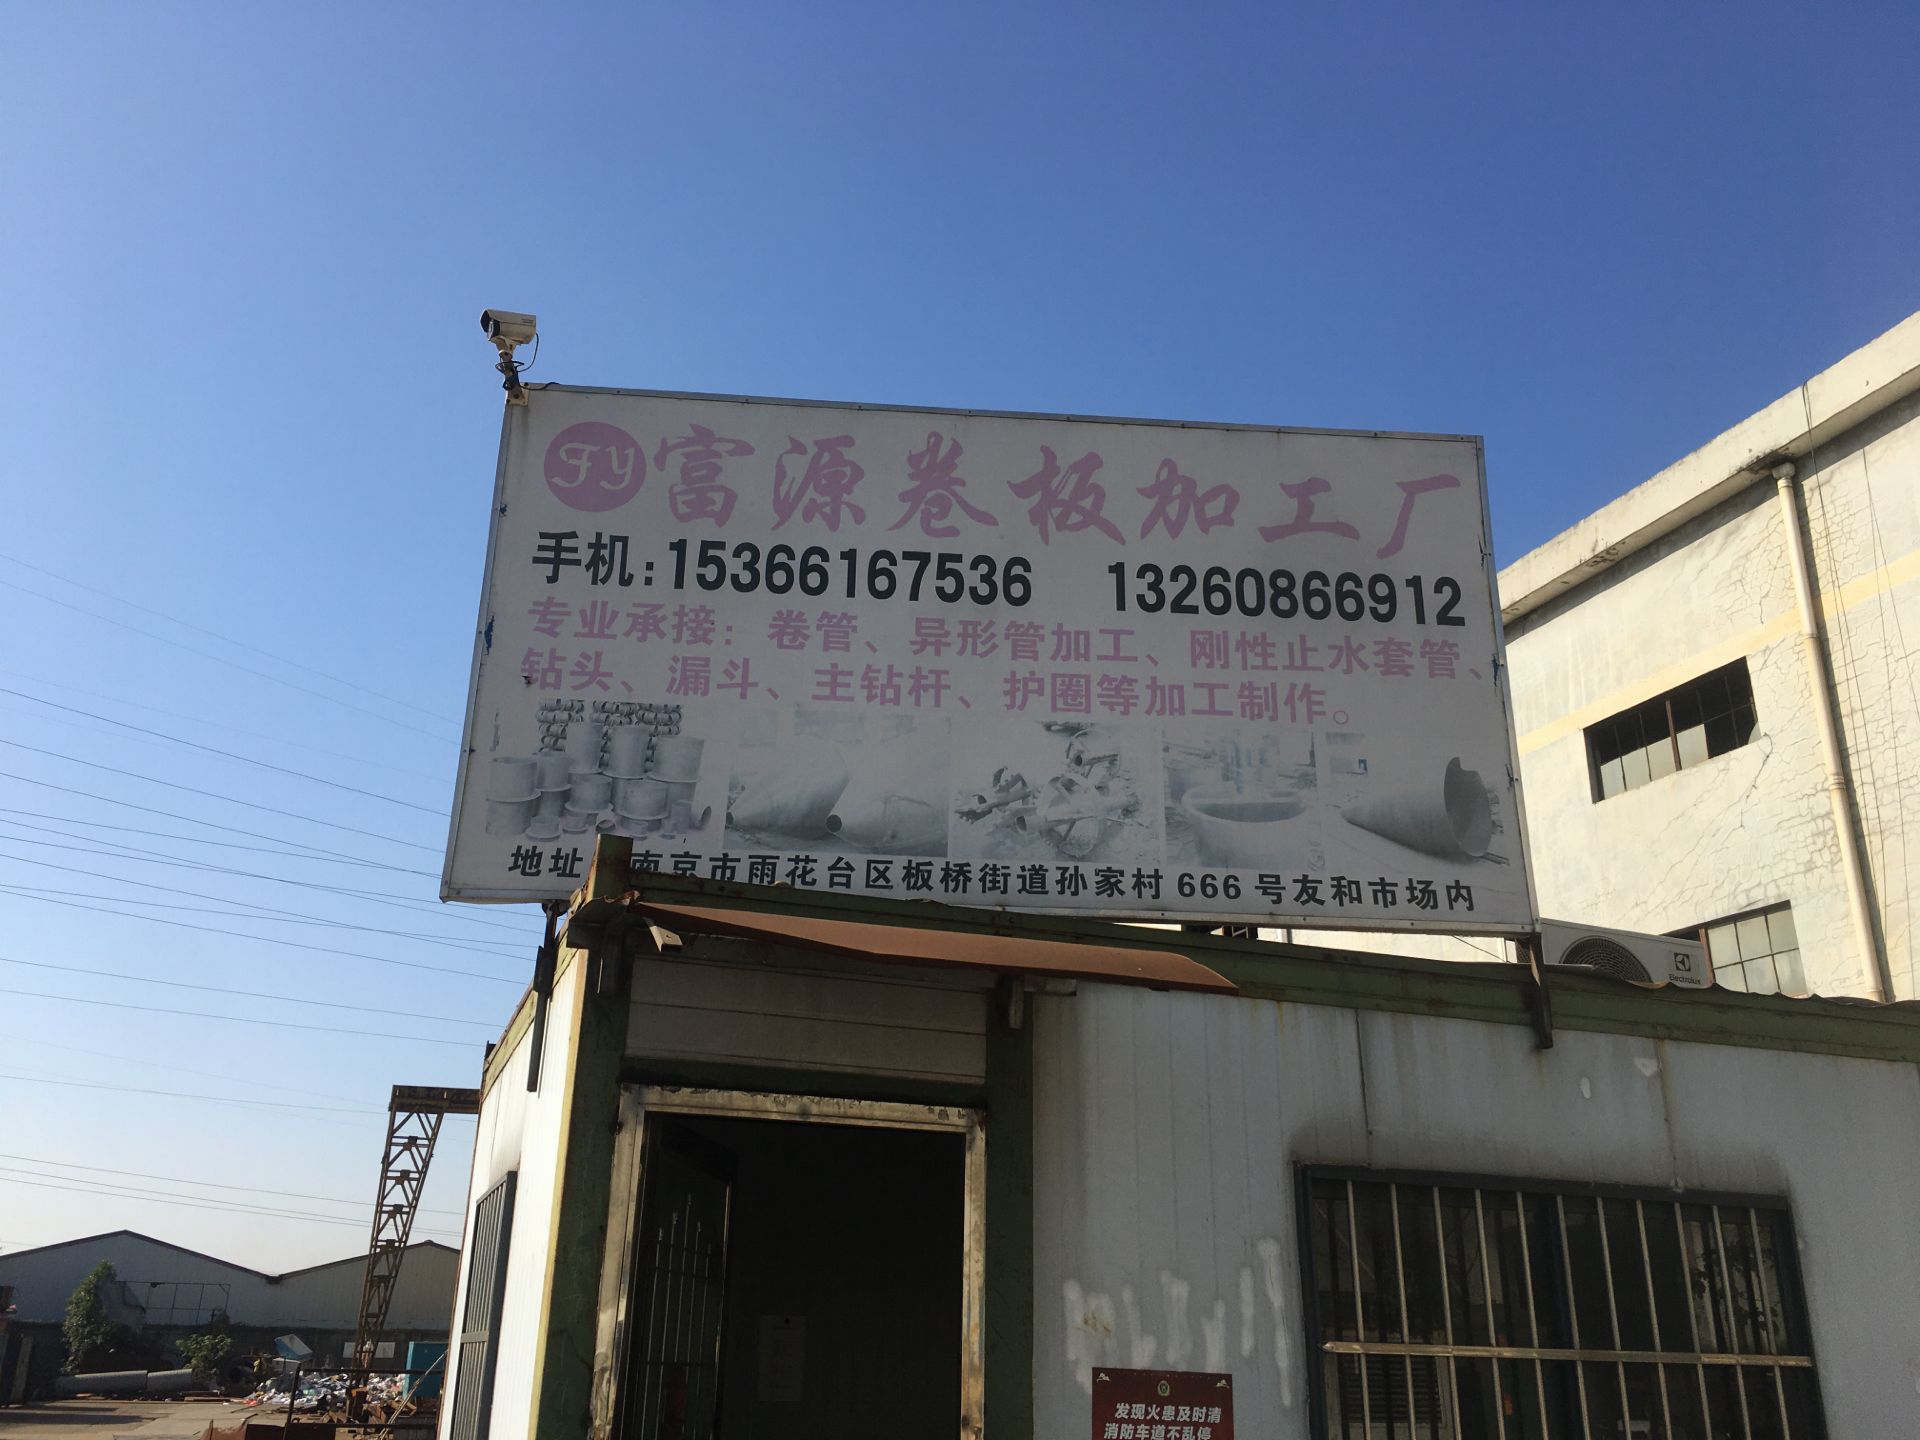 FY 富源卷板加工厂
手机:15366167536 13260866912
专业承接：卷管、异形管加工、刚性止水套管、
钻头、漏斗、主钻杆、护圈等加工制作。
地址 南京市雨花台区板桥街道孙家村 666 号友和市场内
Electrolux
发现火患及时清
消防车道不乱停